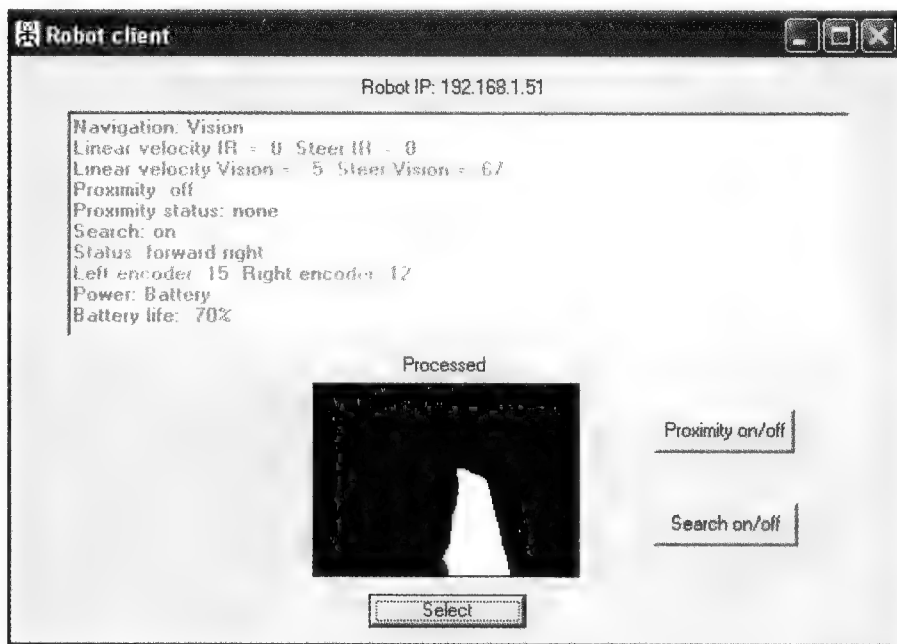 Robot client
Robot IP: 192.168.1.51
Navigation: Vision
Linear velocity IR = 0 Steer IR = 0
Linear velocity Vision = 5 Steer Vision = 67
Proximity off
Proximity status: none
Search: on
Status forward right
Left encoder 15 Right encoder 12
Power: Battery
Battery life: 70%
Processed
Proximity on/off
Search on/off
Select